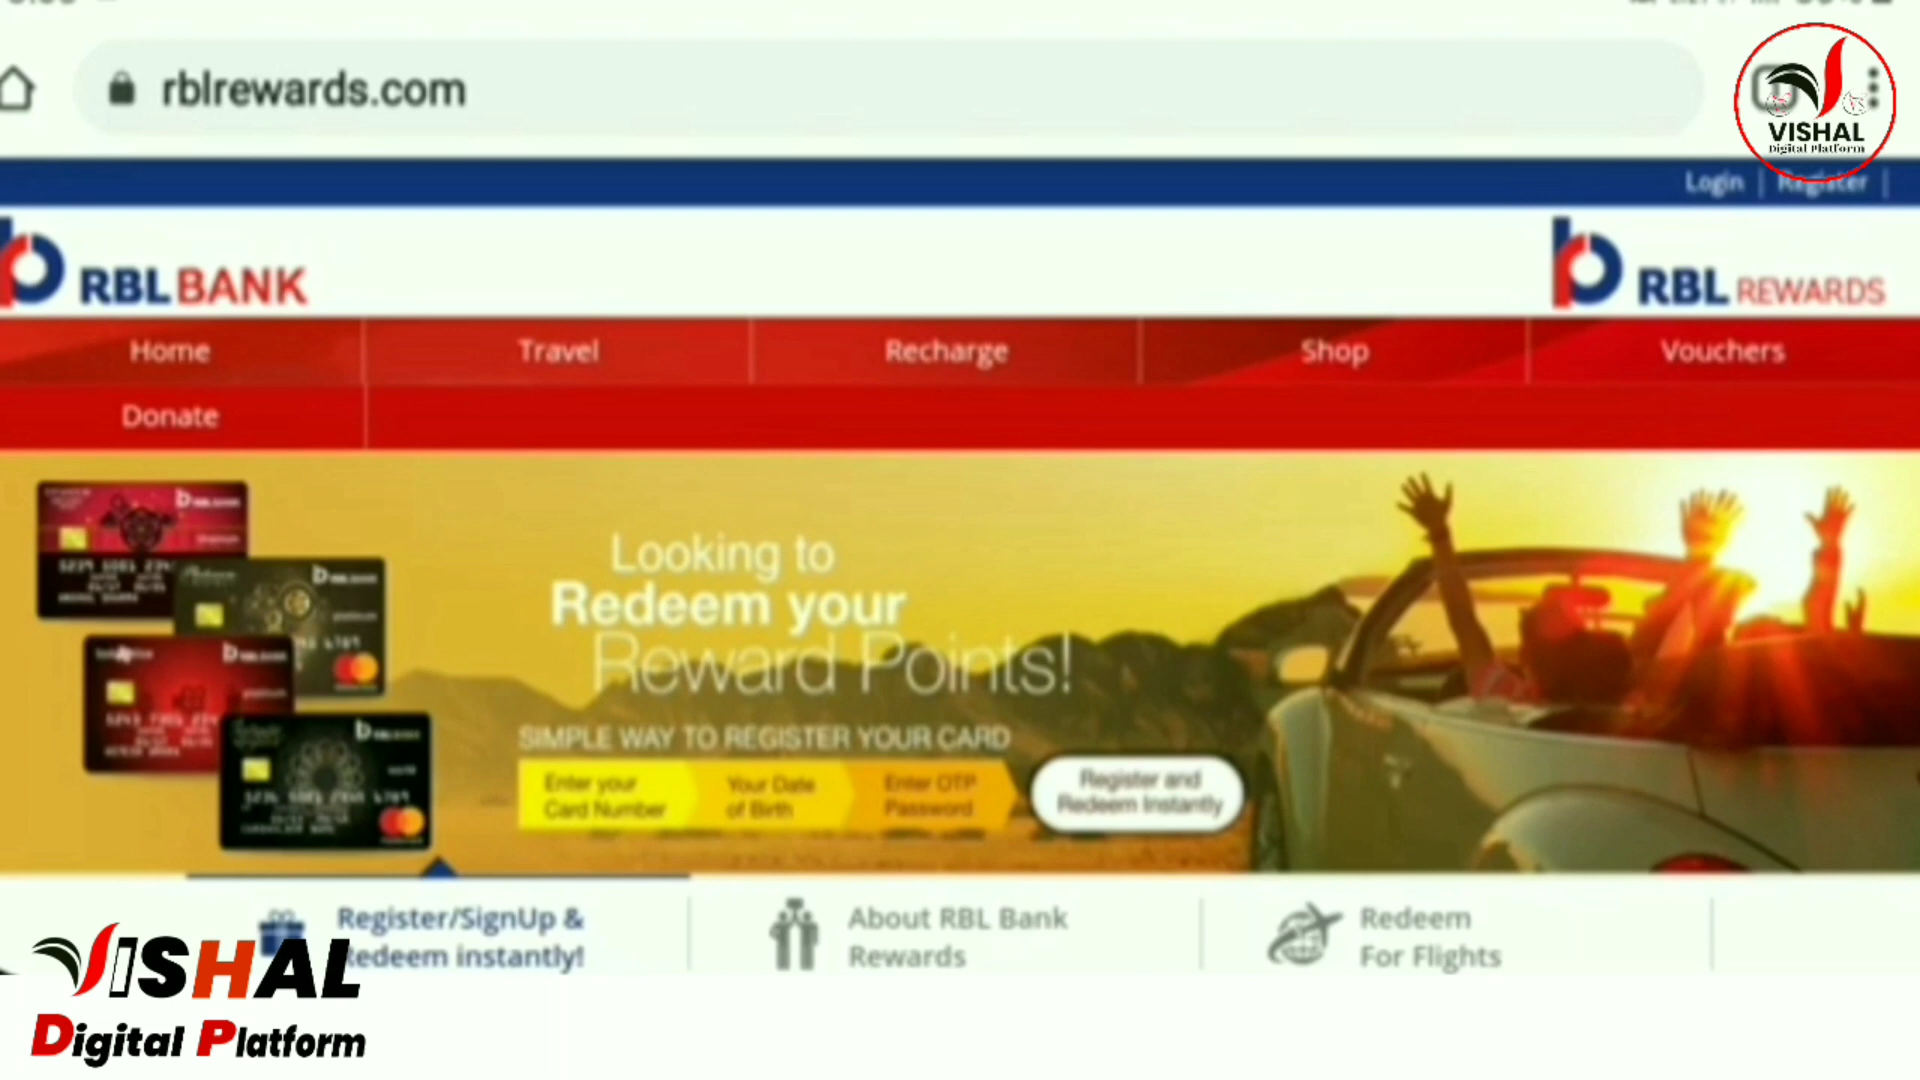 rblrewards.com
VISHAL
Digital Platform
Login | Register |
RBL BANK
RBL REWARDS
Home
Travel
Recharge
Shop
Vouchers
Donate
Looking to
Redeem your
Reward Points!
SIMPLE WAY TO REGISTER YOUR CARD
Enter your
Card Number
Your Date
of Birth
Enter OTP
Password
Register and
Redeem Instantly
Register/SignUp &
Redeem instantly!
About RBL Bank
Rewards
Redeem
For Flights
VISHAL
Digital Platform